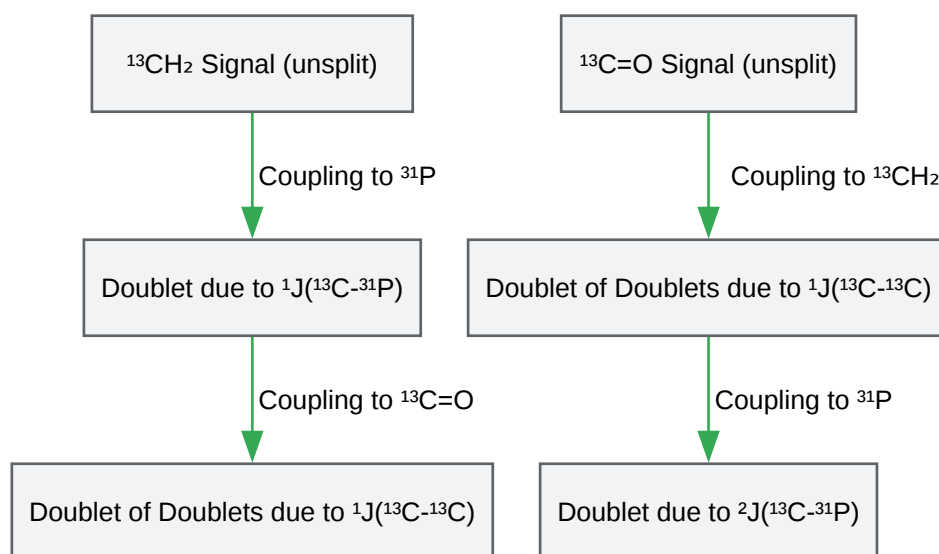 ¹³CH₂ Signal (unsplit)
¹³C=O Signal (unsplit)
Coupling to ³¹P
Coupling to ¹³CH₂
Doublet due to ¹J(¹³C-³¹P)
Doublet of Doublets due to ¹J(¹³C-¹³C)
Coupling to ¹³C=O
Coupling to ³¹P
Doublet of Doublets due to ¹J(¹³C-¹³C)
Doublet due to ²J(¹³C-³¹P)